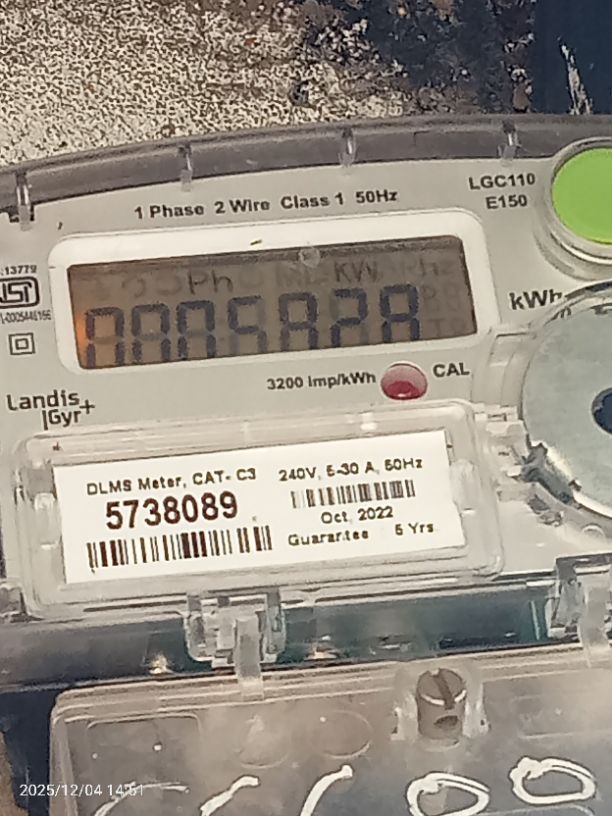 LGC110
E150
1 Phase 2 Wire Class 1 50Hz
kWh
3200 imp/kWh
CAL
Landis
|Gyr+
DLMS Meter, CAT- C3
5738089
240V, 5-30 A, 50Hz
Oct, 2022
Guarantee 5 Yrs
2025/12/04 14:51